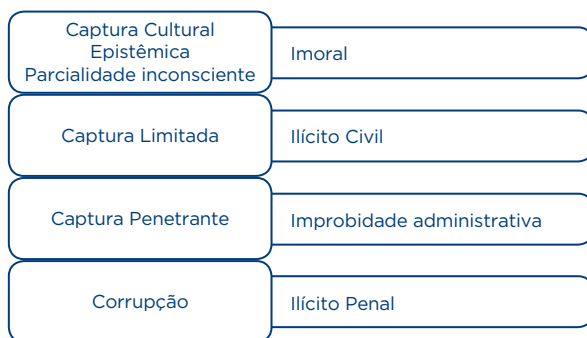 Captura Cultural
Epistêmica
Parcialidade inconsciente
Imoral
Captura Limitada
Ilícito Civil
Captura Penetrante
Improbidade administrativa
Corrupção
Ilícito Penal